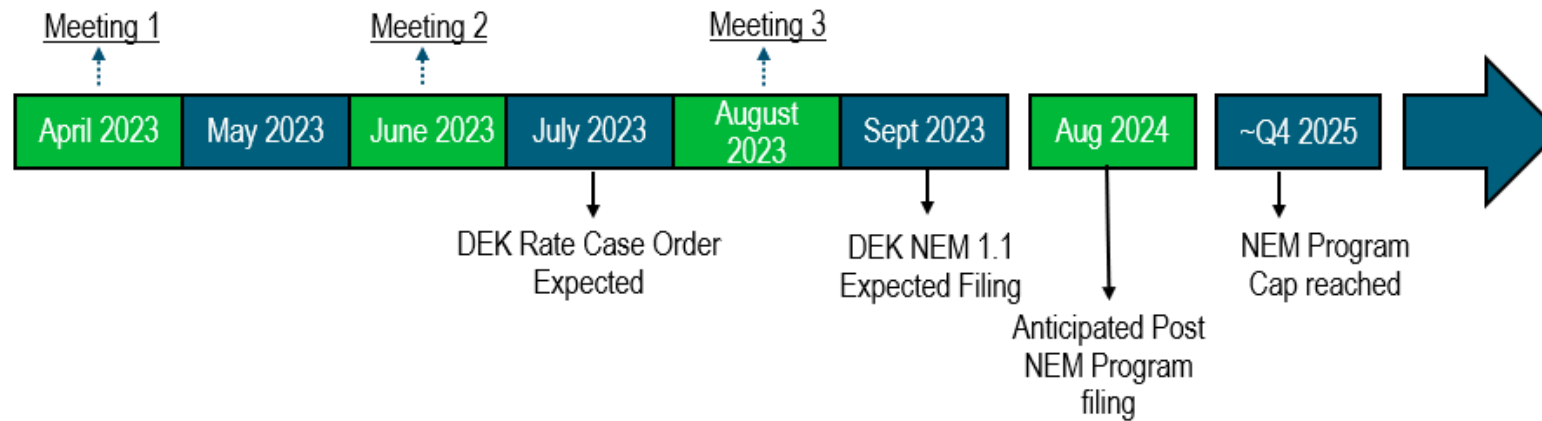 Meeting 1
Meeting 2
Meeting 3
April 2023
May 2023
June 2023
July 2023
August
2023
Sept 2023
Aug 2024
~Q4 2025
DEK Rate Case Order
Expected
DEK NEM 1.1
Expected Filing
Anticipated Post
NEM Program
filing
NEM Program
Cap reached